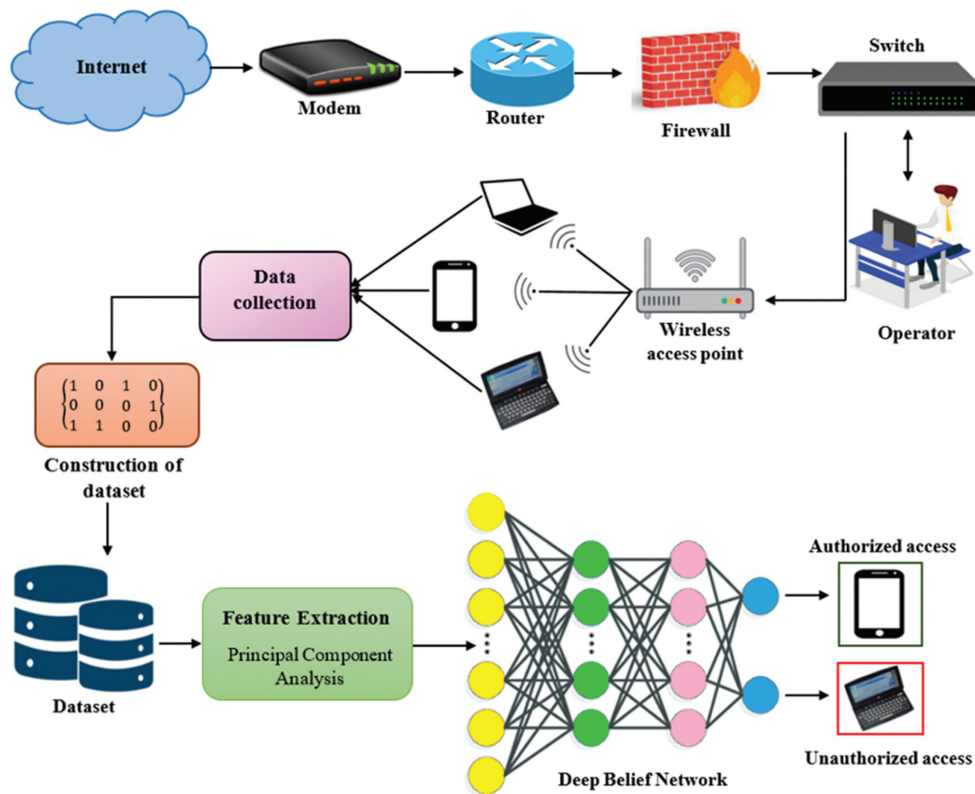 Internet
Modem
Router
Firewall
Switch
Operator
Wireless
access point
Data
collection
1 0 1 0
0 0 0 1
1 1 0 0
Construction of
dataset
Dataset
Feature Extraction
Principal Component
Analysis
Deep Belief Network
Authorized access
Unauthorized access